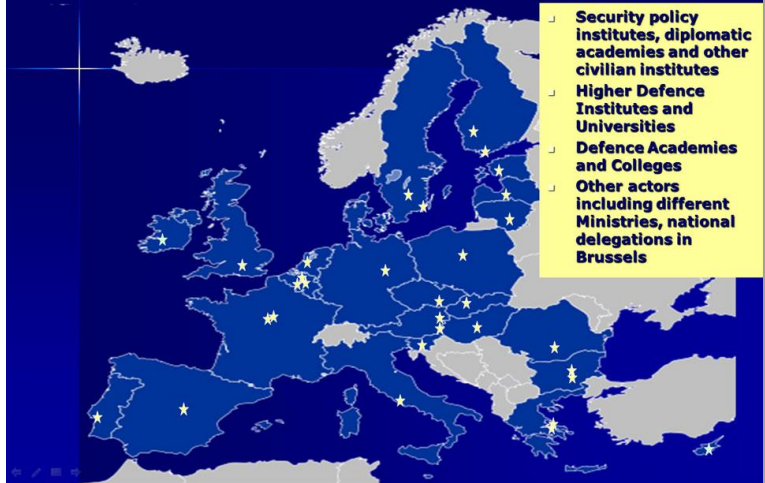 Security policy
institutes, diplomatic
academies and other
civilian institutes
Higher Defence
Institutes and
Universities
Defence Academies
and Colleges
Other actors
including different
Ministries, national
delegations in
Brussels